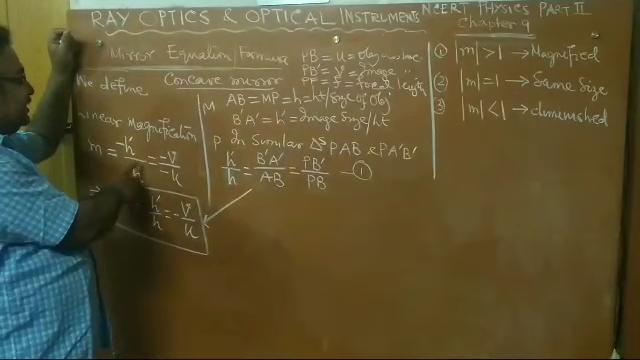 RAY OPTICS & OPTICAL INSTRUMENTS
NCERT PHYSICS PART II
Chapter 9
Mirror Equation/Formula
We define Concave mirror
Linear Magnification
m = -h' = -v
-u
h' = -v
h u
PB = u = obj distance
PB' = v = Image "
PF = f = focal length
M AB = MP = h = ht/size of Obj
B'A' = h' = Image size/ht
P In Similar Δs PAB & PA'B'
h' = B'A' = PB' — ①
h AB PB
① |m| > 1 → Magnified
② |m| = 1 → Same Size
③ |m| < 1 → diminished